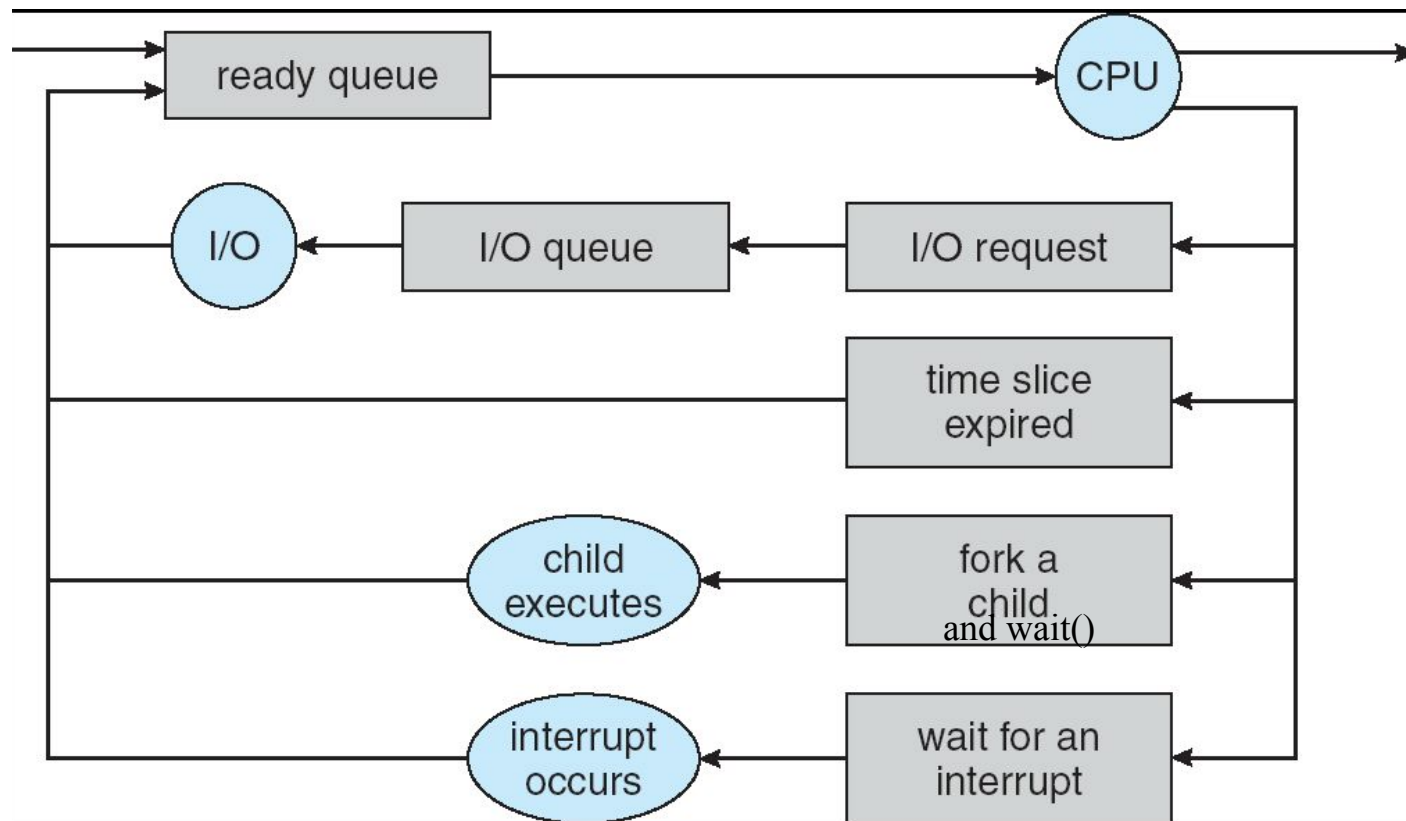 ready queue
CPU
I/O
I/O queue
I/O request
time slice
expired
child
executes
fork a
child
and wait()
interrupt
occurs
wait for an
interrupt